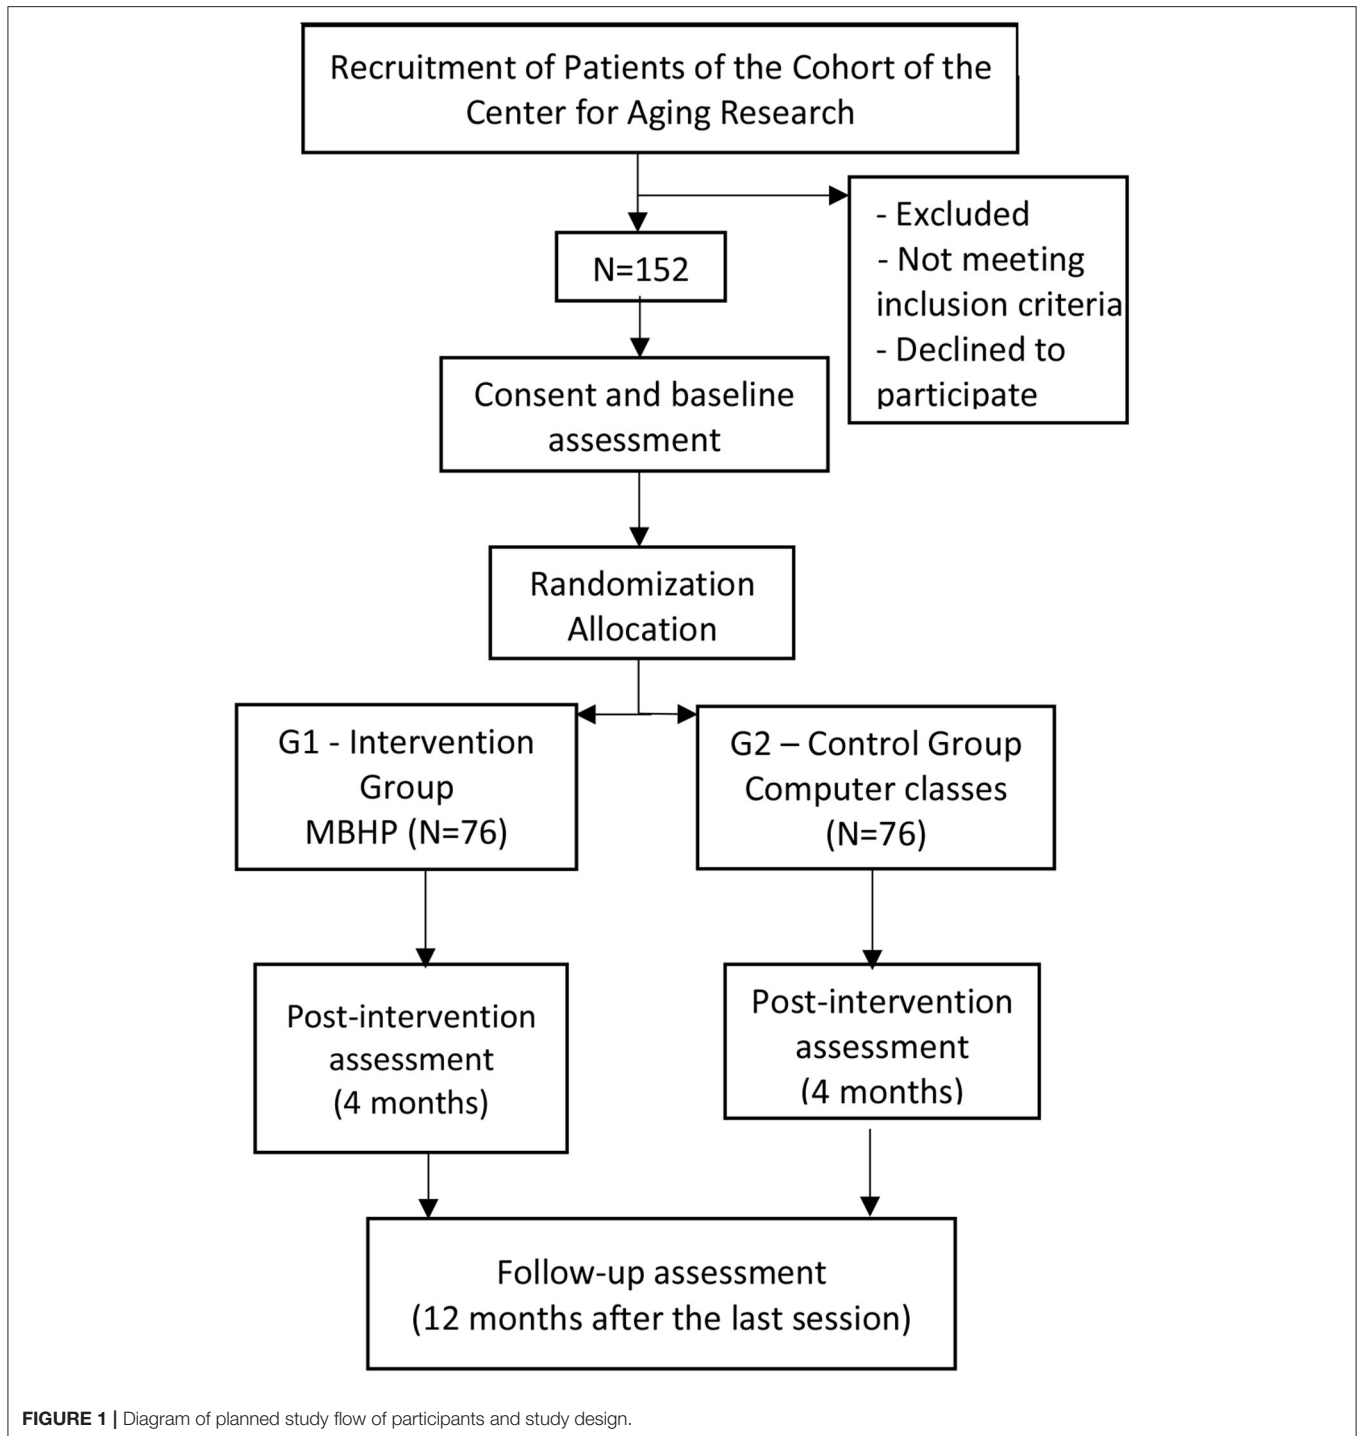 Recruitment of Patients of the Cohort of the
Center for Aging Research
- Excluded
- Not meeting
inclusion criteria
- Declined to
participate
N=152
Consent and baseline
assessment
Randomization
Allocation
G1 - Intervention
Group
MBHP (N=76)
G2 – Control Group
Computer classes
(N=76)
Post-intervention
assessment
(4 months)
Post-intervention
assessment
(4 months)
Follow-up assessment
(12 months after the last session)
FIGURE 1 | Diagram of planned study flow of participants and study design.